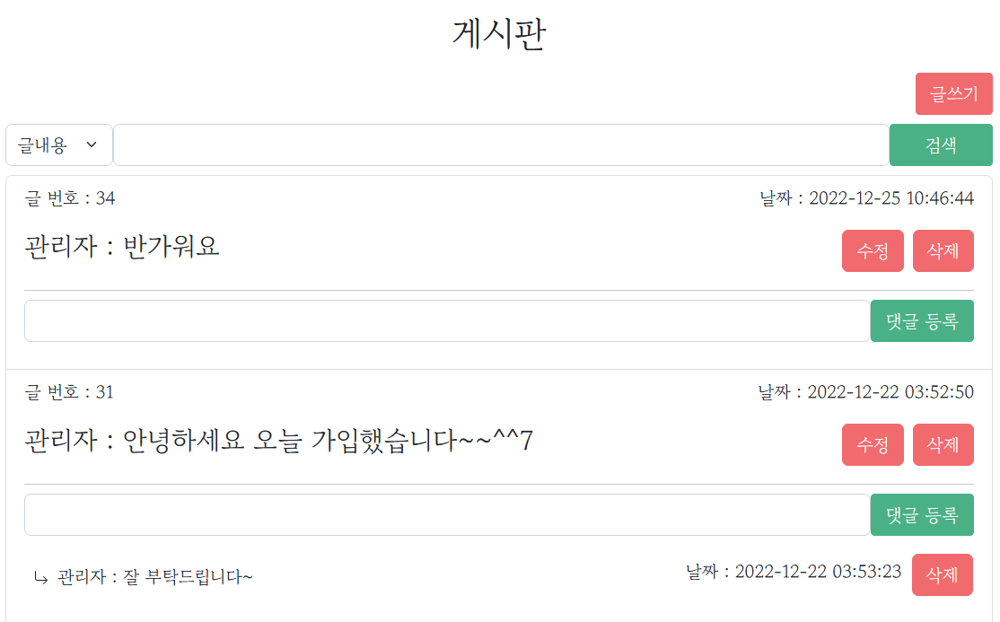 게시판
글쓰기
글내용 검색
글 번호 : 34 날짜 : 2022-12-25 10:46:44
관리자 : 반가워요 수정 삭제
댓글 등록
글 번호 : 31 날짜 : 2022-12-22 03:52:50
관리자 : 안녕하세요 오늘 가입했습니다~~^^7 수정 삭제
댓글 등록
관리자 : 잘 부탁드립니다~ 날짜 : 2022-12-22 03:53:23 삭제